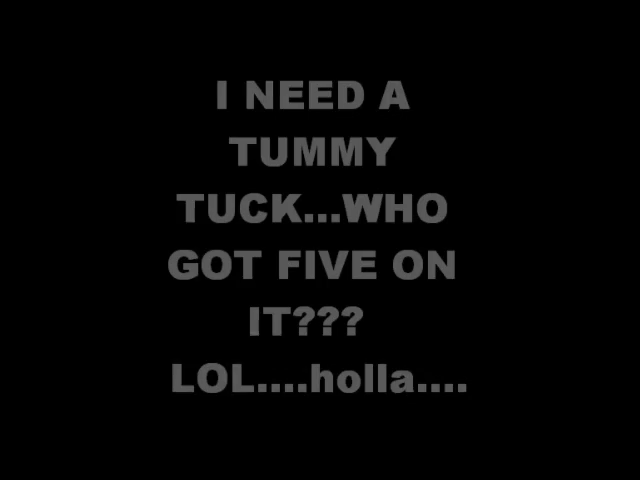 I NEED A
TUMMY
TUCK...WHO
GOT FIVE ON
IT???
LOL....holla....